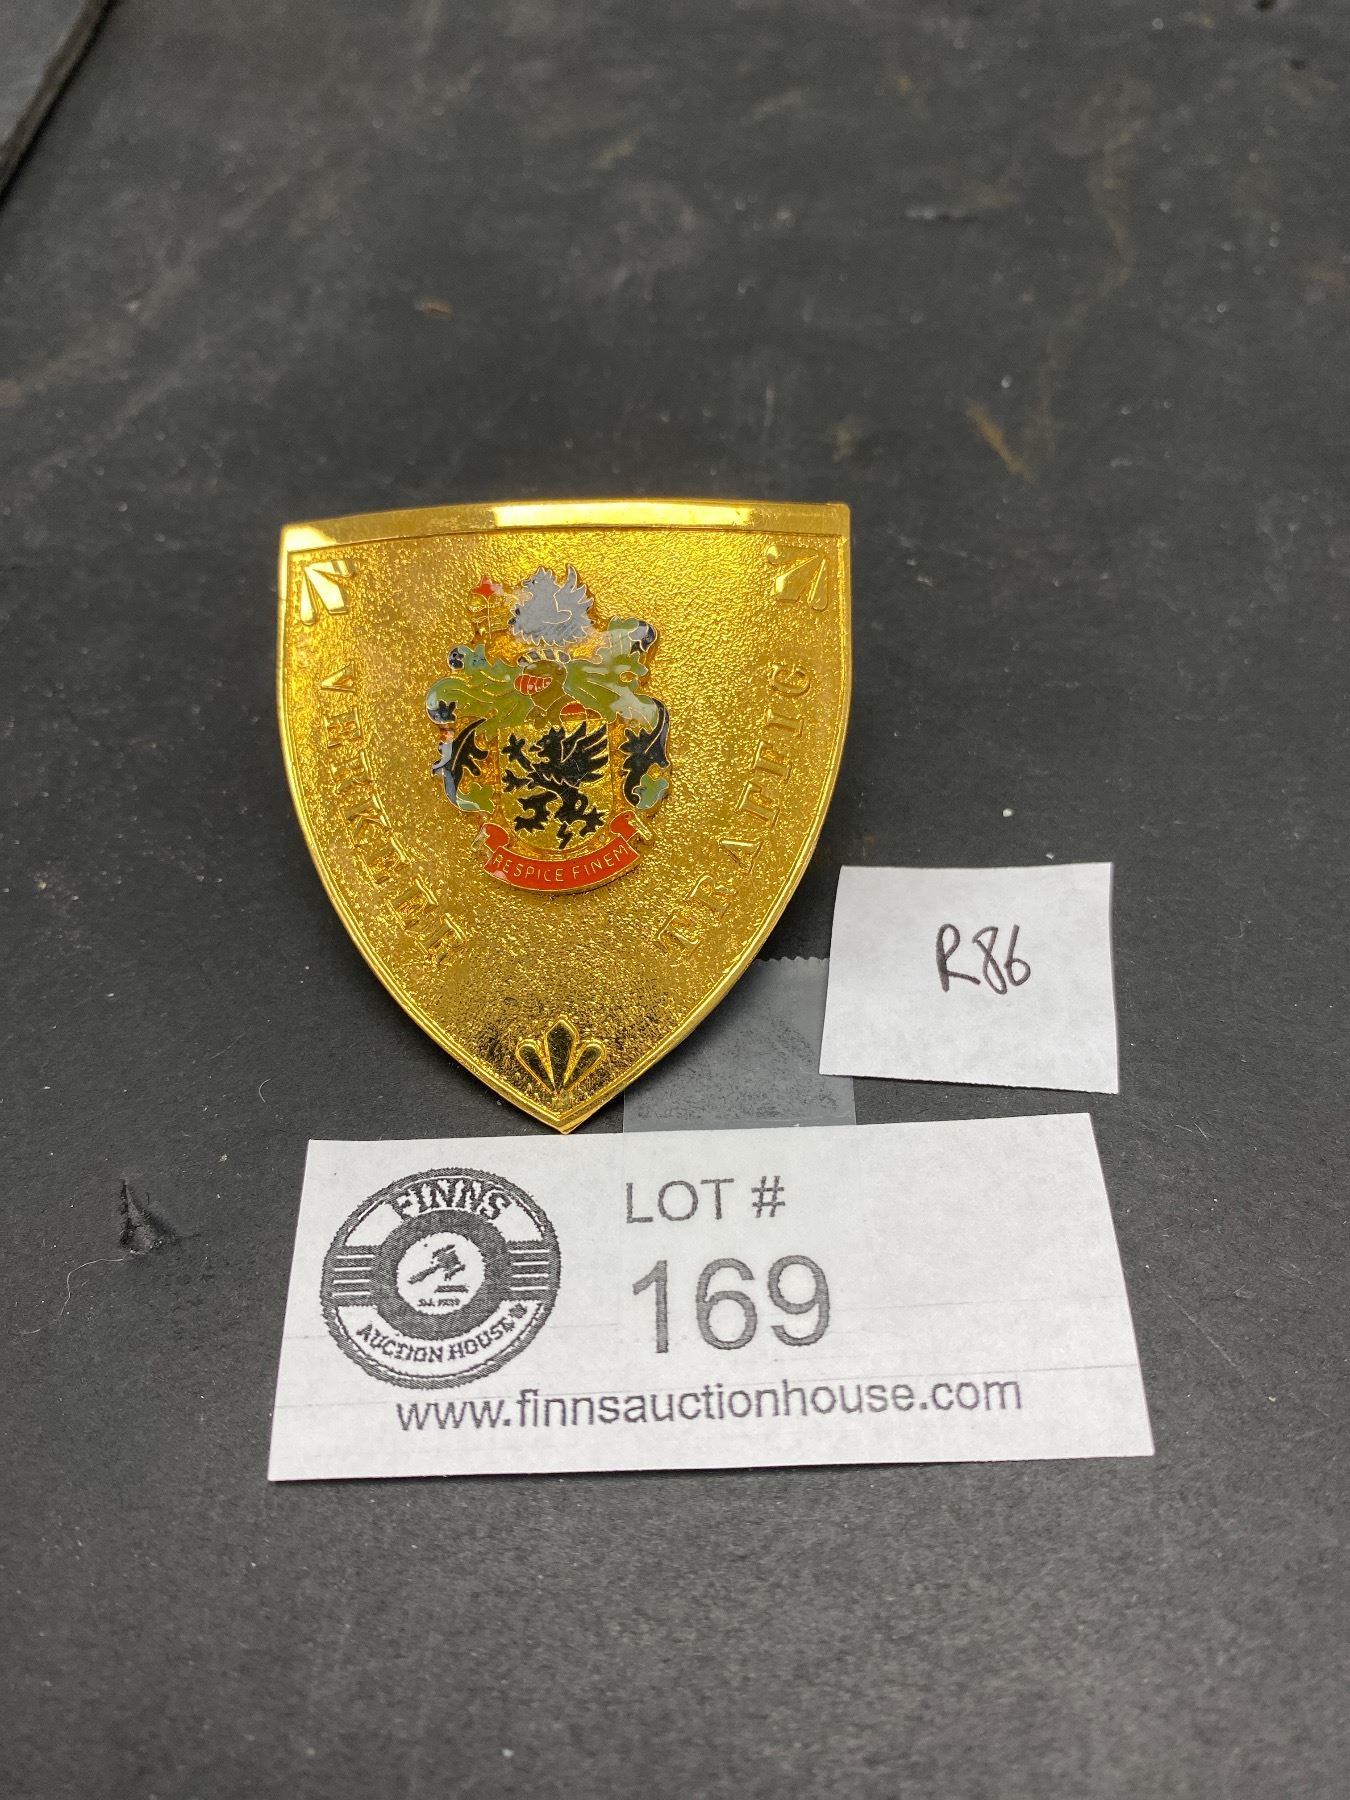 VERKEER
TRAFFIC
RESPICE FINEM
R86
FINNS
AUCTION HOUSE
LOT #
169
www.finnsauctionhouse.com